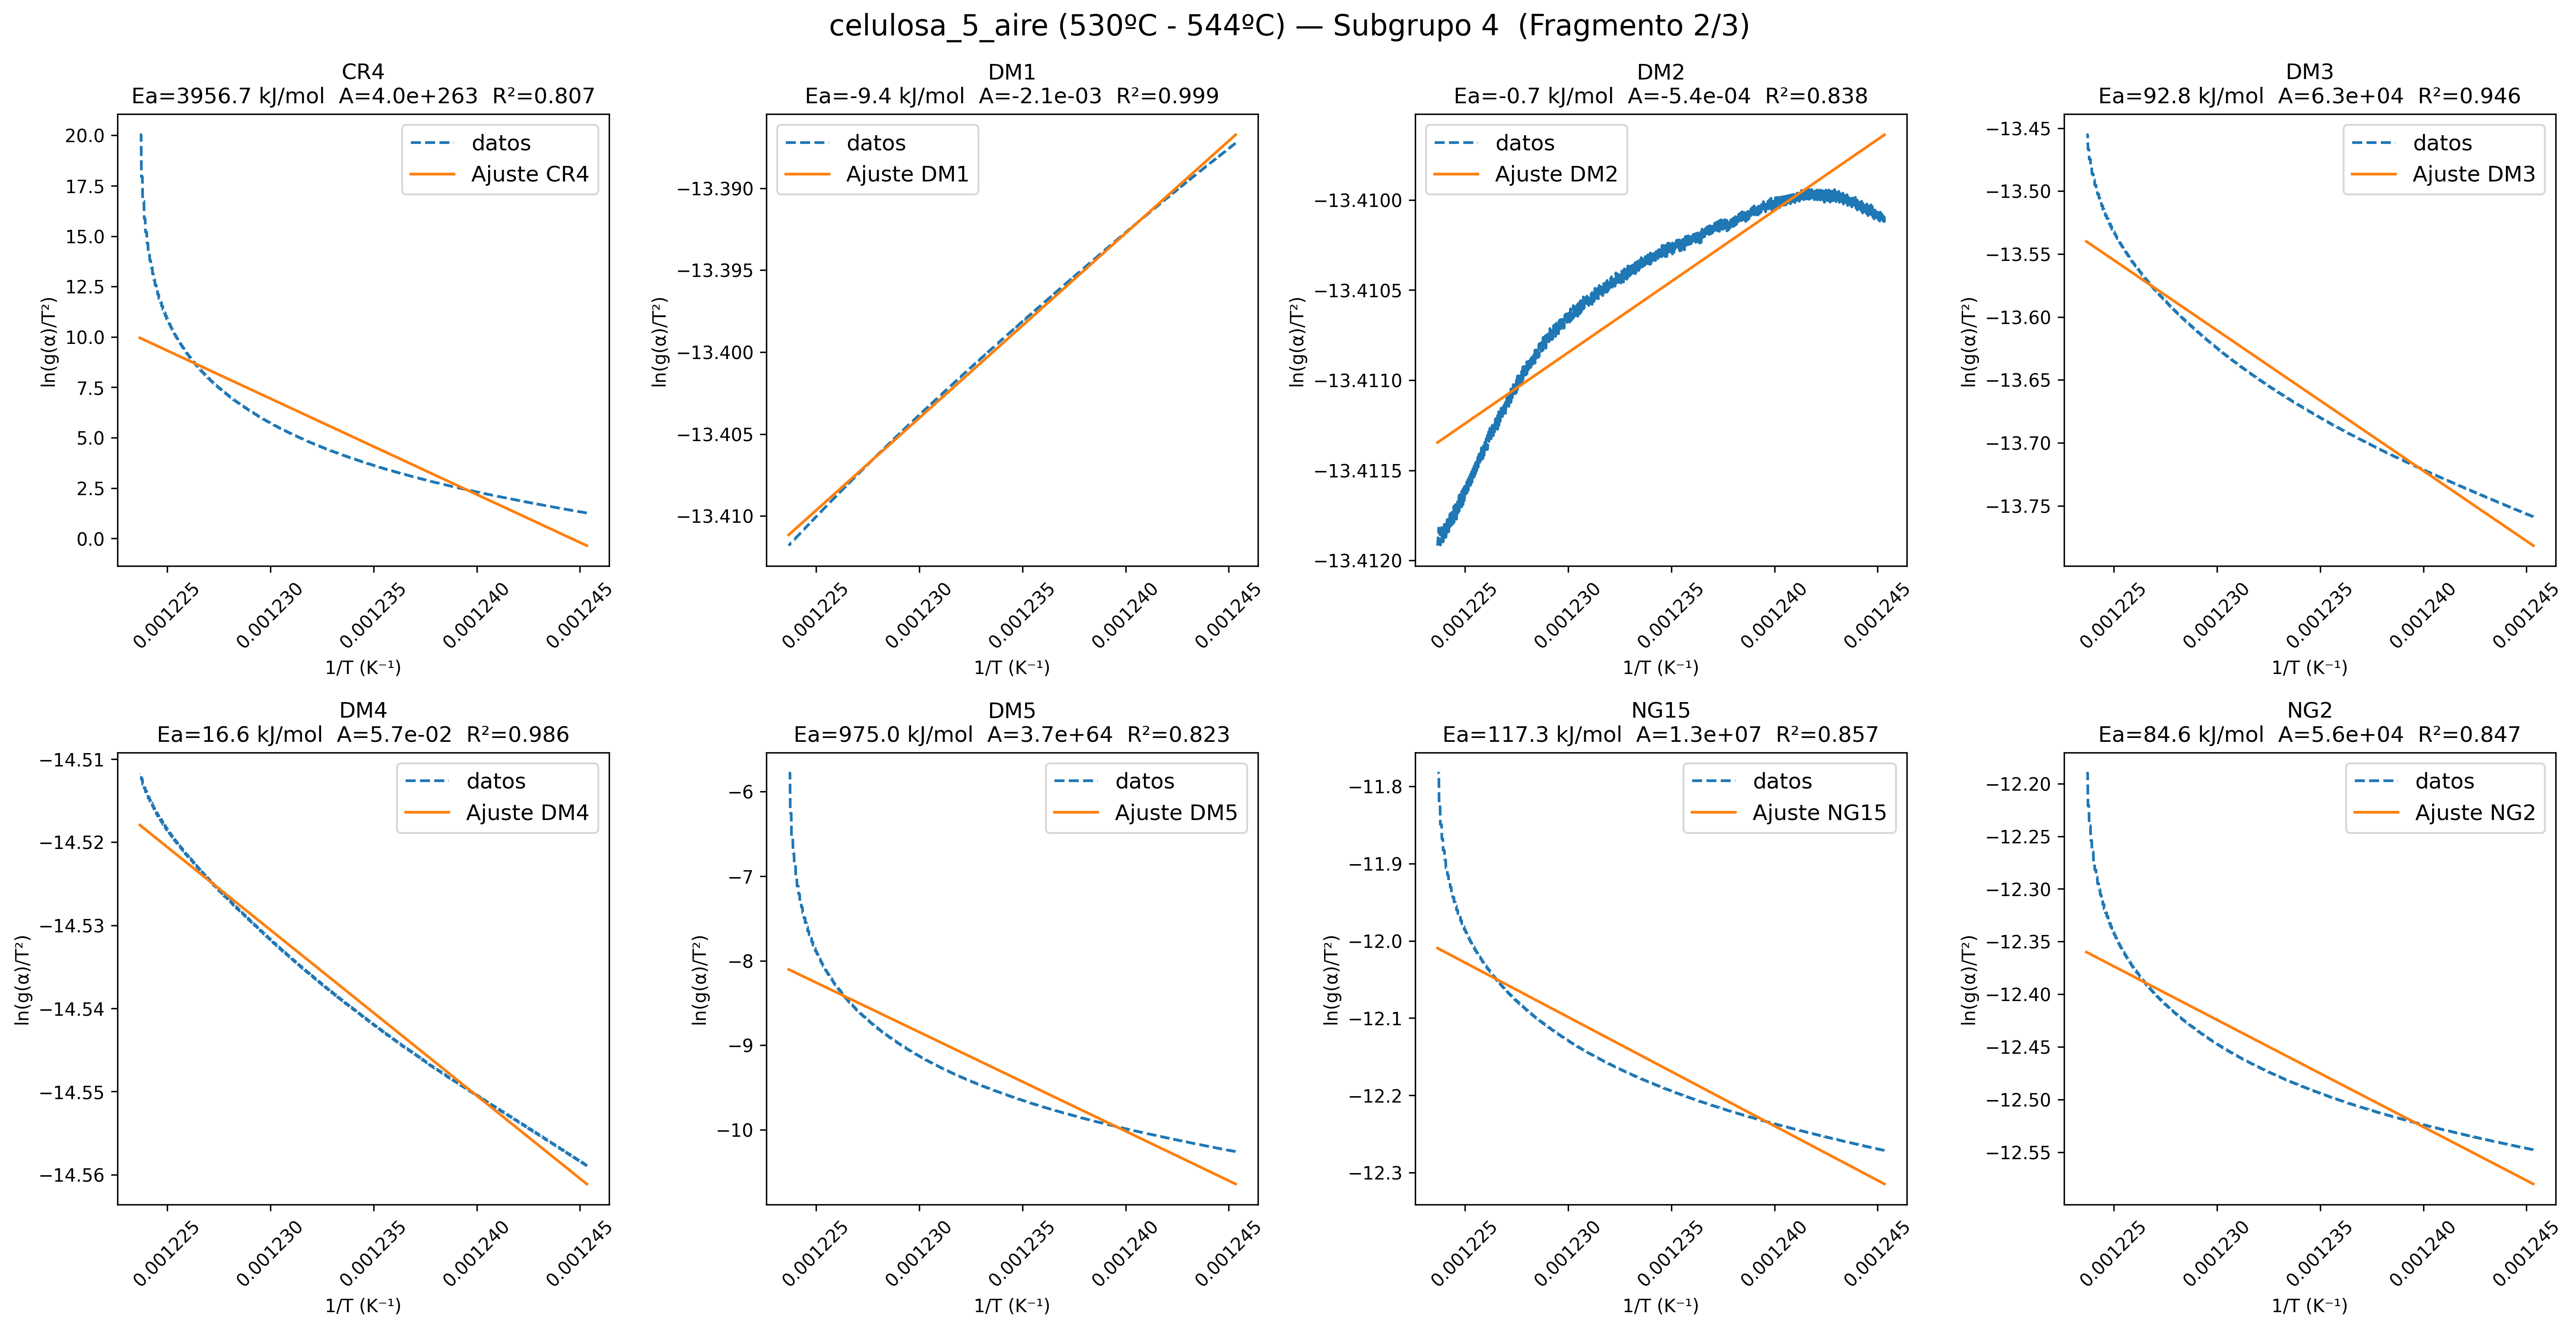 celulosa_5_aire (530ºC - 544ºC) — Subgrupo 4  (Fragmento 2/3)
CR4
Ea=3956.7 kJ/mol  A=4.0e+263  R²=0.807
datos
Ajuste CR4
ln(g(α)/T²)
20.0
17.5
15.0
12.5
10.0
7.5
5.0
2.5
0.0
0.001225
0.001230
0.001235
0.001240
0.001245
1/T (K⁻¹)
DM1
Ea=-9.4 kJ/mol  A=-2.1e-03  R²=0.999
datos
Ajuste DM1
ln(g(α)/T²)
−13.390
−13.395
−13.400
−13.405
−13.410
0.001225
0.001230
0.001235
0.001240
0.001245
1/T (K⁻¹)
DM2
Ea=-0.7 kJ/mol  A=-5.4e-04  R²=0.838
datos
Ajuste DM2
ln(g(α)/T²)
−13.4100
−13.4105
−13.4110
−13.4115
−13.4120
0.001225
0.001230
0.001235
0.001240
0.001245
1/T (K⁻¹)
DM3
Ea=92.8 kJ/mol  A=6.3e+04  R²=0.946
datos
Ajuste DM3
ln(g(α)/T²)
−13.45
−13.50
−13.55
−13.60
−13.65
−13.70
−13.75
0.001225
0.001230
0.001235
0.001240
0.001245
1/T (K⁻¹)
DM4
Ea=16.6 kJ/mol  A=5.7e-02  R²=0.986
datos
Ajuste DM4
ln(g(α)/T²)
−14.51
−14.52
−14.53
−14.54
−14.55
−14.56
0.001225
0.001230
0.001235
0.001240
0.001245
1/T (K⁻¹)
DM5
Ea=975.0 kJ/mol  A=3.7e+64  R²=0.823
datos
Ajuste DM5
ln(g(α)/T²)
−6
−7
−8
−9
−10
0.001225
0.001230
0.001235
0.001240
0.001245
1/T (K⁻¹)
NG15
Ea=117.3 kJ/mol  A=1.3e+07  R²=0.857
datos
Ajuste NG15
ln(g(α)/T²)
−11.8
−11.9
−12.0
−12.1
−12.2
−12.3
0.001225
0.001230
0.001235
0.001240
0.001245
1/T (K⁻¹)
NG2
Ea=84.6 kJ/mol  A=5.6e+04  R²=0.847
datos
Ajuste NG2
ln(g(α)/T²)
−12.20
−12.25
−12.30
−12.35
−12.40
−12.45
−12.50
−12.55
0.001225
0.001230
0.001235
0.001240
0.001245
1/T (K⁻¹)